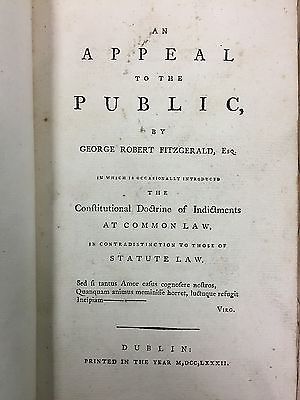 AN
APPEAL
TO THE
PUBLIC,
BY
GEORGE ROBERT FITZGERALD, ESQ.
IN WHICH IS OCCASIONALLY INTRODUCED
THE
Constitutional Doctrine of Indictments
AT COMMON LAW,
IN CONTRADISTINCTION TO THOSE OF
STATUTE LAW.
Sed si tantus Amor casus cognoscere nostros,
Quanquam animus meminisse horret, luctuque refugit
Incipiam———
VIRG.
DUBLIN:
PRINTED IN THE YEAR M,DCC,LXXXII.